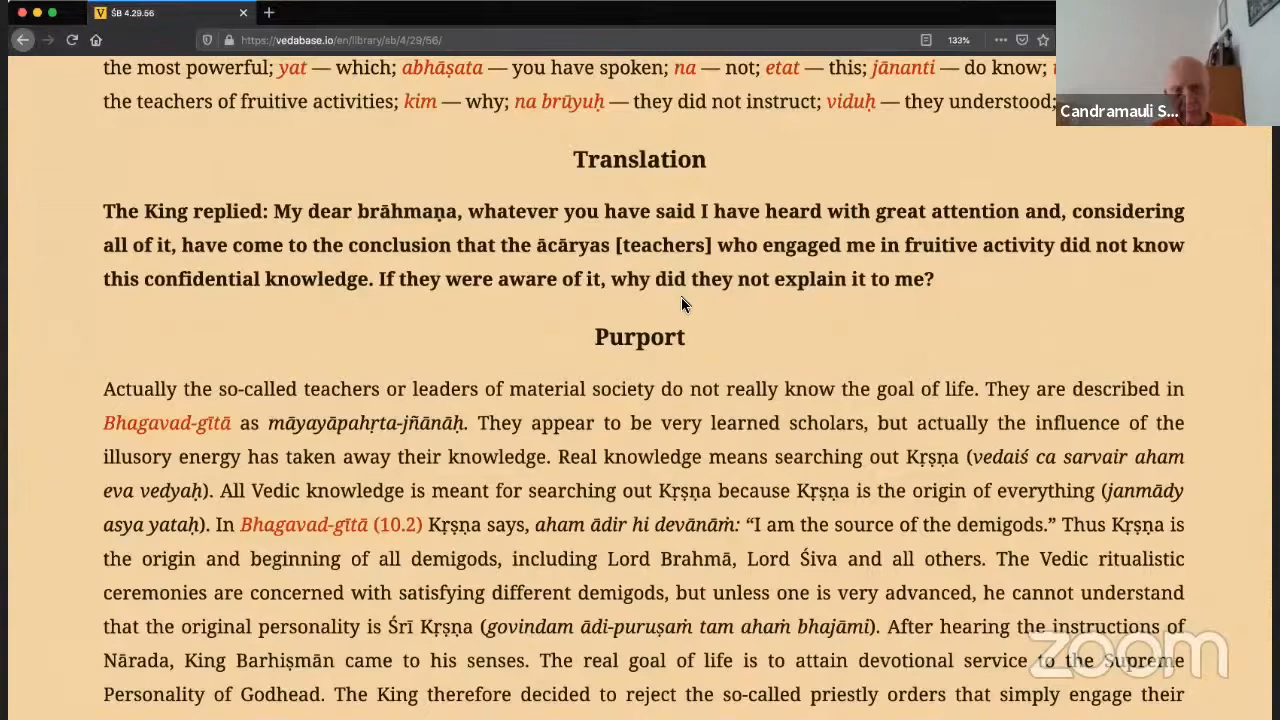 ŚB 4.29.56
https://vedabase.io/en/library/sb/4/29/56/
133%
the most powerful; yat — which; abhāṣata — you have spoken; na — not; etat — this; jānanti — do know;
the teachers of fruitive activities; kim — why; na brūyuḥ — they did not instruct; viduḥ — they understood;
Candramauli S...
Translation
The King replied: My dear brāhmaṇa, whatever you have said I have heard with great attention and, considering
all of it, have come to the conclusion that the ācāryas [teachers] who engaged me in fruitive activity did not know
this confidential knowledge. If they were aware of it, why did they not explain it to me?
Purport
Actually the so-called teachers or leaders of material society do not really know the goal of life. They are described in
Bhagavad-gītā as māyayāpahṛta-jñānāḥ. They appear to be very learned scholars, but actually the influence of the
illusory energy has taken away their knowledge. Real knowledge means searching out Kṛṣṇa (vedaiś ca sarvair aham
eva vedyaḥ). All Vedic knowledge is meant for searching out Kṛṣṇa because Kṛṣṇa is the origin of everything (janmādy
asya yataḥ). In Bhagavad-gītā (10.2) Kṛṣṇa says, aham ādir hi devānāṁ: “I am the source of the demigods.” Thus Kṛṣṇa is
the origin and beginning of all demigods, including Lord Brahmā, Lord Śiva and all others. The Vedic ritualistic
ceremonies are concerned with satisfying different demigods, but unless one is very advanced, he cannot understand
that the original personality is Śrī Kṛṣṇa (govindam ādi-puruṣaṁ tam ahaṁ bhajāmi). After hearing the instructions of
Nārada, King Barhiṣmān came to his senses. The real goal of life is to attain devotional service to the Supreme
Personality of Godhead. The King therefore decided to reject the so-called priestly orders that simply engage their
zoom